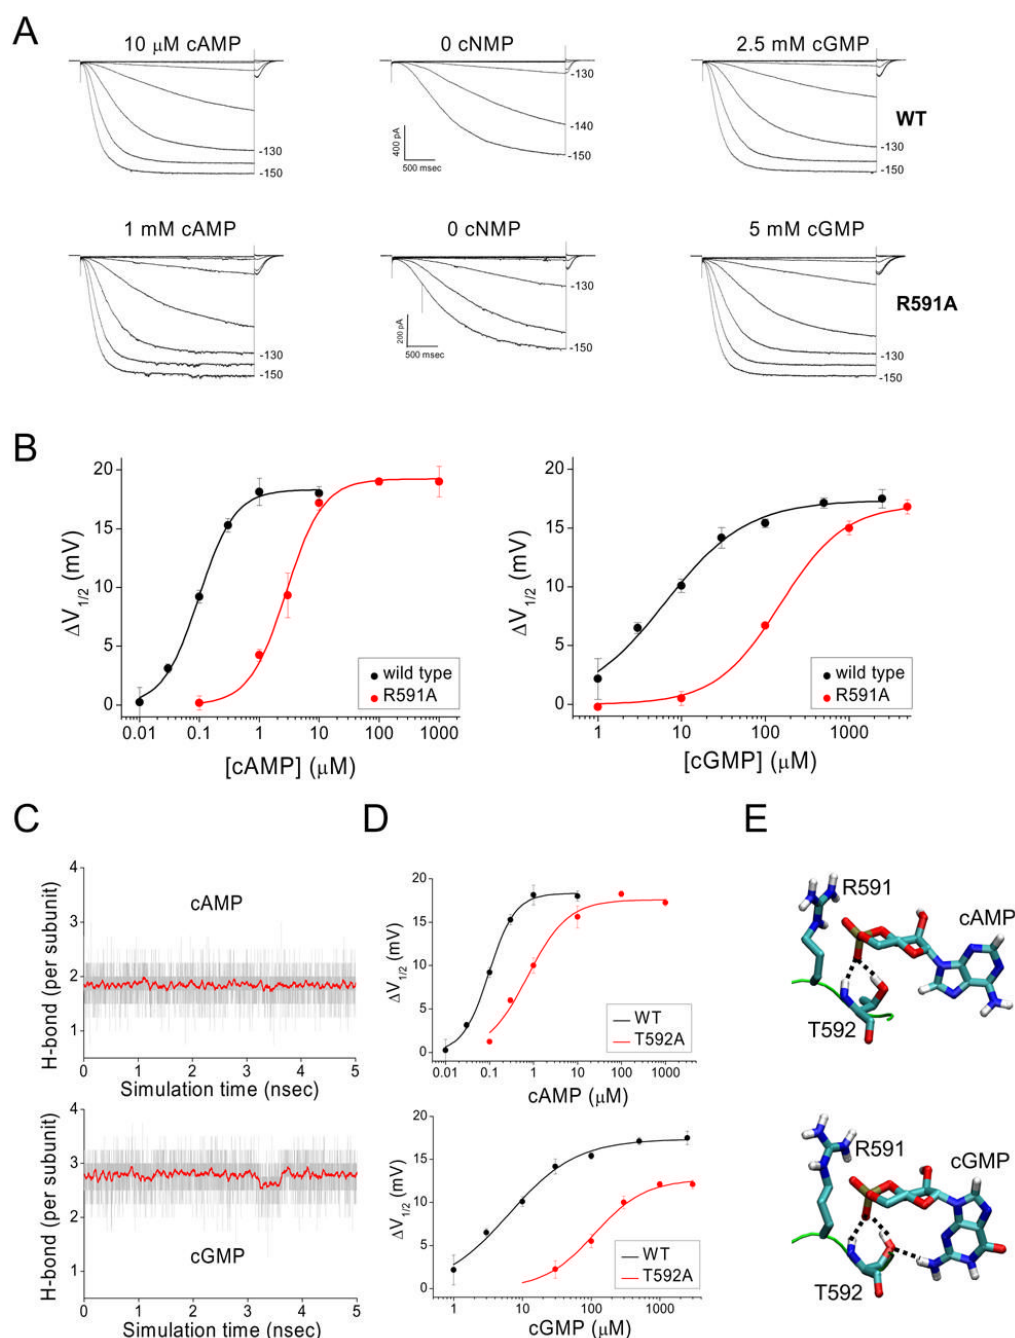 A
10 μM cAMP
0 cNMP
2.5 mM cGMP
-130
-150
400 pA
500 msec
-130
-140
-150
-130
-150
WT
1 mM cAMP
0 cNMP
5 mM cGMP
-130
-150
200 pA
500 msec
-130
-150
-130
-150
R591A
B
ΔV1/2 (mV)
20
15
10
5
0
wild type
R591A
0.01 0.1 1 10 100 1000
[cAMP] (μM)
ΔV1/2 (mV)
20
15
10
5
0
wild type
R591A
1 10 100 1000
[cGMP] (μM)
C
H-bond (per subunit)
4
3
2
1
cAMP
0 1 2 3 4 5
Simulation time (nsec)
H-bond (per subunit)
4
3
2
1
cGMP
0 1 2 3 4 5
Simulation time (nsec)
D
ΔV1/2 (mV)
20
15
10
5
0
WT
T592A
0.01 0.1 1 10 100 1000
cAMP (μM)
ΔV1/2 (mV)
20
15
10
5
0
WT
T592A
1 10 100 1000
cGMP (μM)
E
R591
cAMP
T592
R591
cGMP
T592